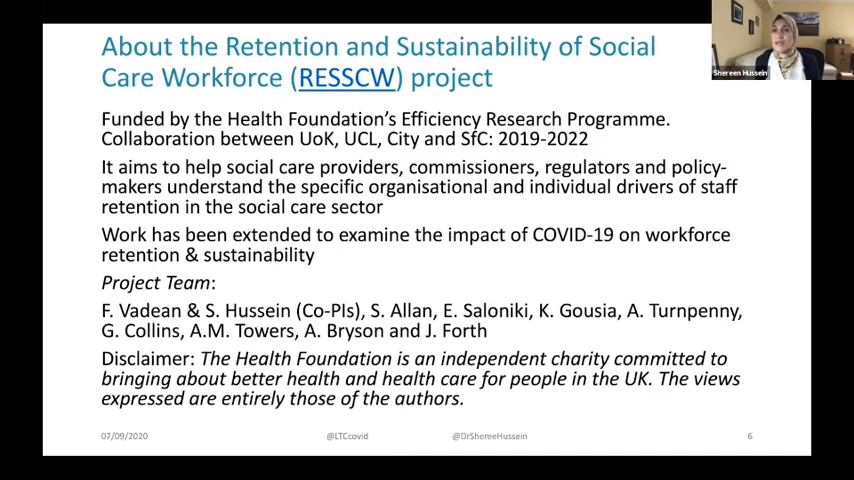 About the Retention and Sustainability of Social
Care Workforce (RESSCW) project
Shereen Hussein
Funded by the Health Foundation's Efficiency Research Programme.
Collaboration between UoK, UCL, City and SfC: 2019-2022
It aims to help social care providers, commissioners, regulators and policy-
makers understand the specific organisational and individual drivers of staff
retention in the social care sector
Work has been extended to examine the impact of COVID-19 on workforce
retention & sustainability
Project Team:
F. Vadean & S. Hussein (Co-PIs), S. Allan, E. Saloniki, K. Gousia, A. Turnpenny,
G. Collins, A.M. Towers, A. Bryson and J. Forth
Disclaimer: The Health Foundation is an independent charity committed to
bringing about better health and health care for people in the UK. The views
expressed are entirely those of the authors.
07/09/2020 @LTCcovid @DrShereeHussein 6